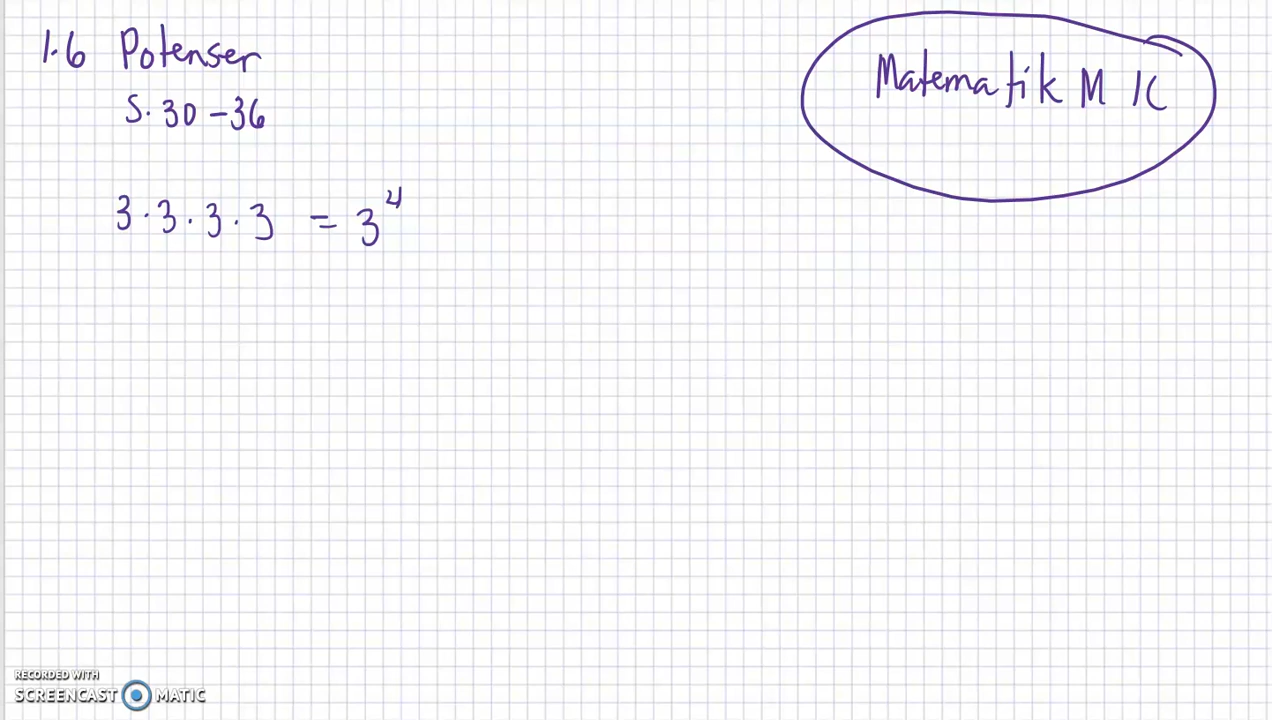 1.6 Potenser
S. 30-36
Matematik M 1C
3 · 3 · 3 · 3 = 3⁴
RECORDED WITH
SCREENCAST MATIC